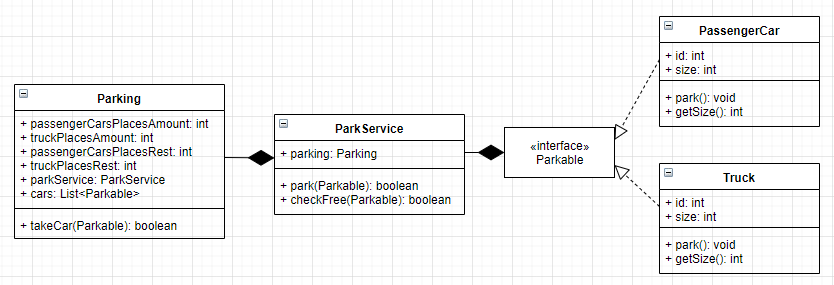 Parking
+ passengerCarsPlacesAmount: int
+ truckPlacesAmount: int
+ passengerCarsPlacesRest: int
+ truckPlacesRest: int
+ parkService: ParkService
+ cars: List<Parkable>
+ takeCar(Parkable): boolean
ParkService
+ parking: Parking
+ park(Parkable): boolean
+ checkFree(Parkable): boolean
«interface»
Parkable
PassengerCar
+ id: int
+ size: int
+ park(): void
+ getSize(): int
Truck
+ id: int
+ size: int
+ park(): void
+ getSize(): int